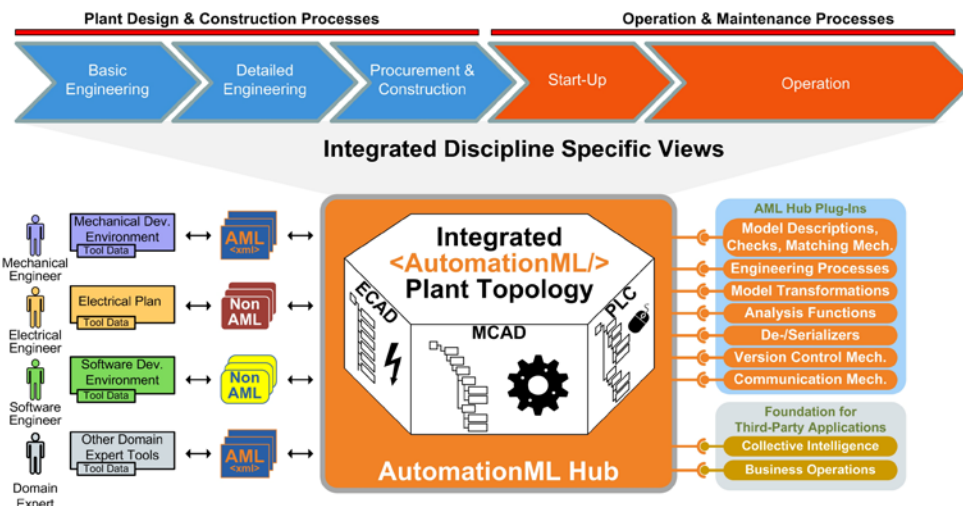 Plant Design & Construction Processes
Operation & Maintenance Processes
Basic
Engineering
Detailed
Engineering
Procurement &
Construction
Start-Up
Operation
Integrated Discipline Specific Views
Mechanical Dev.
Environment
Tool Data
Mechanical
Engineer
AML
<xml>
Electrical Plan
Tool Data
Electrical
Engineer
Non
AML
Software Dev.
Environment
Tool Data
Software
Engineer
Non
AML
Other Domain
Expert Tools
Tool Data
Domain
Expert
AML
<xml>
Integrated
<AutomationML/>
Plant Topology
ECAD
MCAD
PLC
AutomationML Hub
AML Hub Plug-Ins
Model Descriptions,
Checks, Matching Mech.
Engineering Processes
Model Transformations
Analysis Functions
De-/Serializers
Version Control Mech.
Communication Mech.
Foundation for
Third-Party Applications
Collective Intelligence
Business Operations